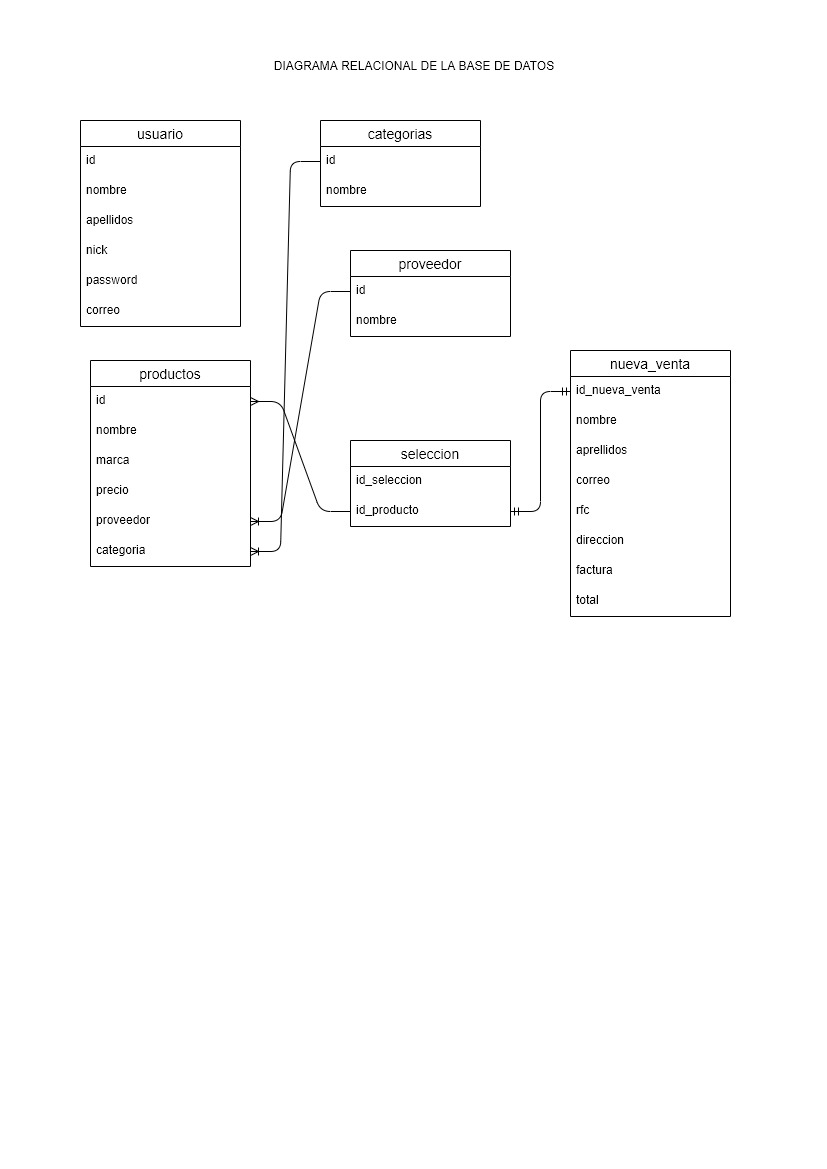 DIAGRAMA RELACIONAL DE LA BASE DE DATOS
usuario
id
nombre
apellidos
nick
password
correo
categorias
id
nombre
proveedor
id
nombre
productos
id
nombre
marca
precio
proveedor
categoria
seleccion
id_seleccion
id_producto
nueva_venta
id_nueva_venta
nombre
aprellidos
correo
rfc
direccion
factura
total